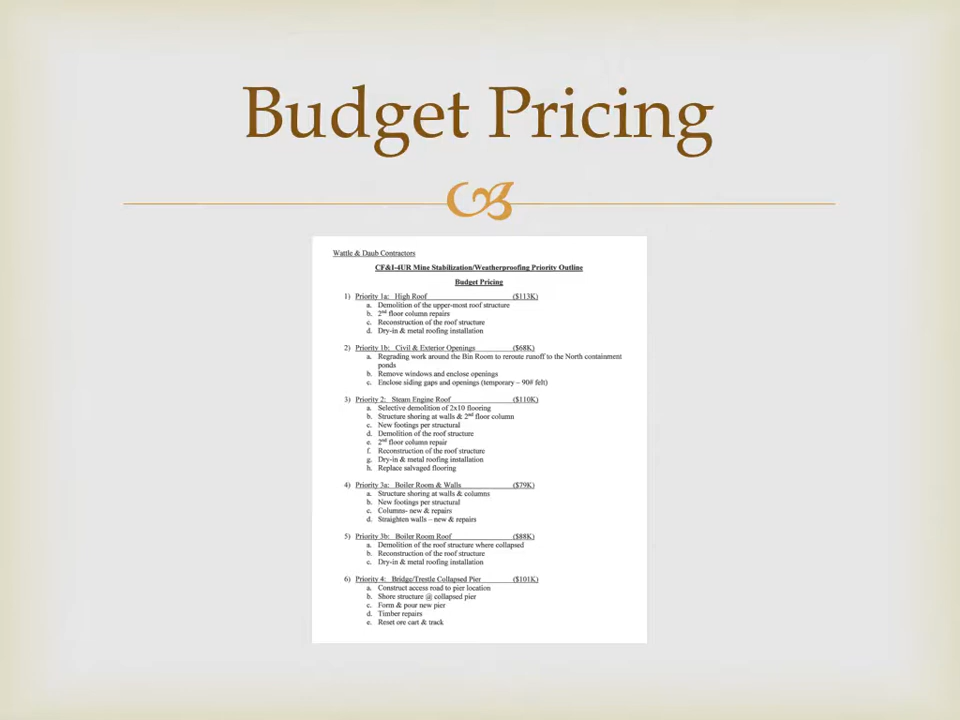 Budget Pricing
Wattle & Daub Contractors
CF&I-4UR Mine Stabilization/Weatherproofing Priority Outline
Budget Pricing
1) Priority 1a: High Roof ($113K)
a. Demolition of the upper-most roof structure
b. 2nd floor column repairs
c. Reconstruction of the roof structure
d. Dry-in & metal roofing installation
2) Priority 1b: Civil & Exterior Openings ($68K)
a. Regrading work around the Bin Room to reroute runoff to the North containment
ponds
b. Remove windows and enclose openings
c. Enclose siding gaps and openings (temporary – 90# felt)
3) Priority 2: Steam Engine Roof ($110K)
a. Selective demolition of 2x10 flooring
b. Structure shoring at walls & 2nd floor column
c. New footings per structural
d. Demolition of the roof structure
e. 2nd floor column repair
f. Reconstruction of the roof structure
g. Dry-in & metal roofing installation
h. Replace salvaged flooring
4) Priority 3a: Boiler Room & Walls ($79K)
a. Structure shoring at walls & columns
b. New footings per structural
c. Columns- new & repairs
d. Straighten walls – new & repairs
5) Priority 3b: Boiler Room Roof ($88K)
a. Demolition of the roof structure where collapsed
b. Reconstruction of the roof structure
c. Dry-in & metal roofing installation
6) Priority 4: Bridge/Trestle Collapsed Pier ($101K)
a. Construct access road to pier location
b. Shore structure @ collapsed pier
c. Form & pour new pier
d. Timber repairs
e. Reset ore cart & track